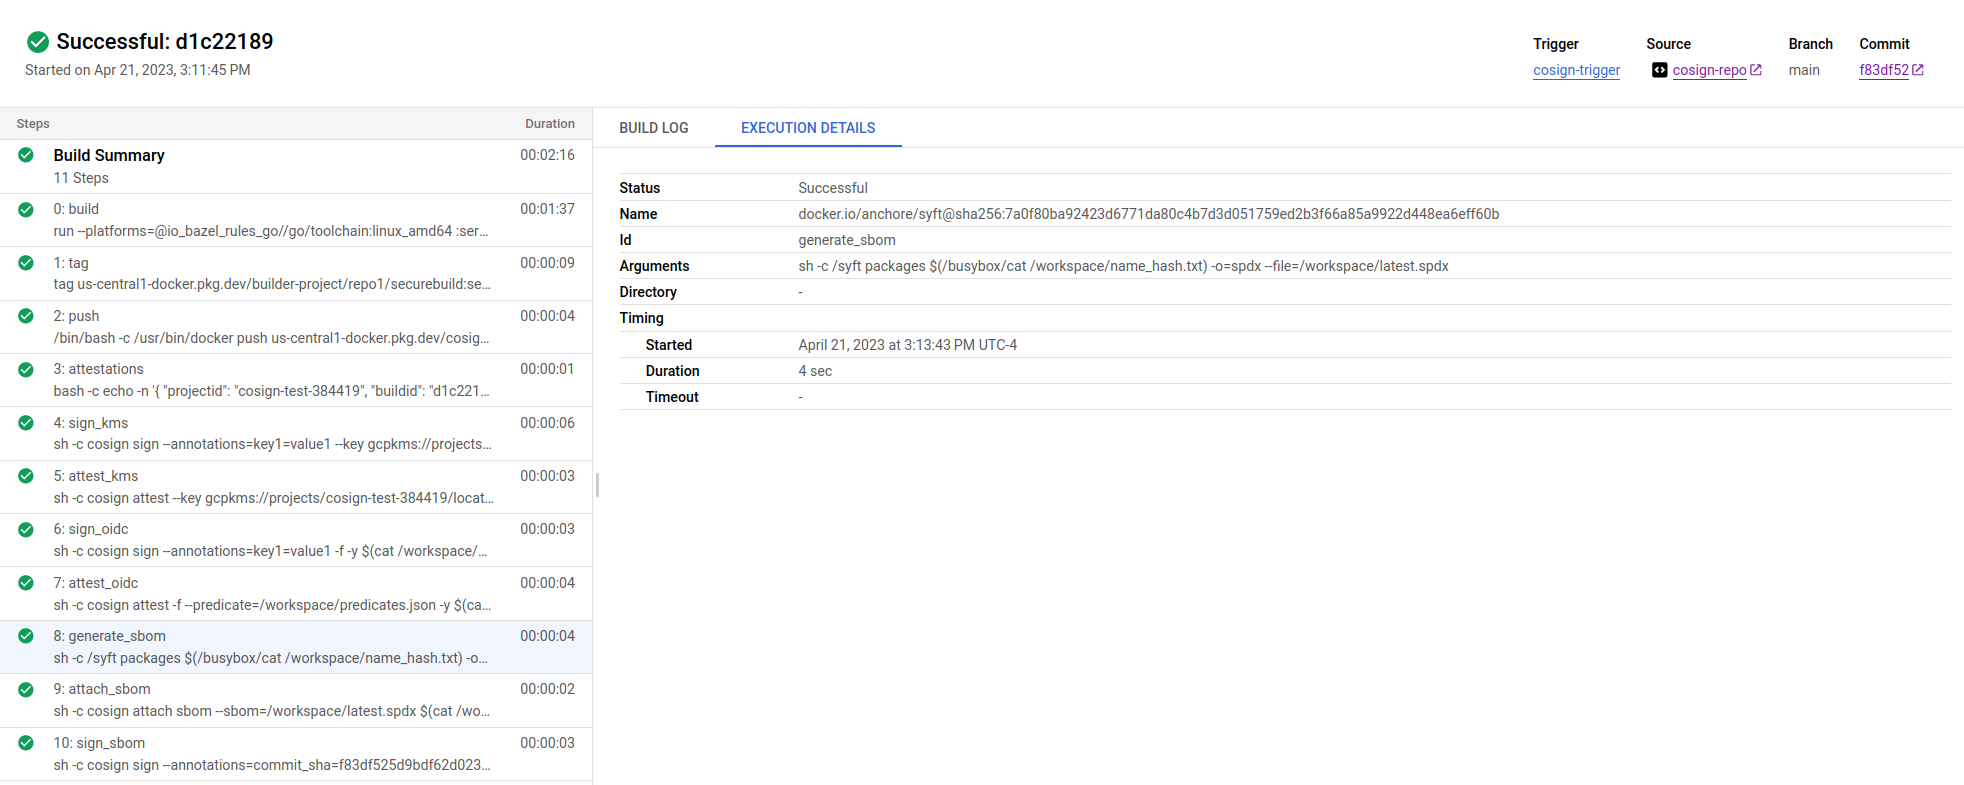 Successful: d1c22189
Started on Apr 21, 2023, 3:11:45 PM
Trigger Source Branch Commit
cosign-trigger cosign-repo main f83df52
Steps Duration
Build Summary 00:02:16
11 Steps
0: build 00:01:37
run --platforms=@io_bazel_rules_go//go/toolchain:linux_amd64 :ser...
1: tag 00:00:09
tag us-central1-docker.pkg.dev/builder-project/repo1/securebuild:se...
2: push 00:00:04
/bin/bash -c /usr/bin/docker push us-central1-docker.pkg.dev/cosig...
3: attestations 00:00:01
bash -c echo -n '{ "projectid": "cosign-test-384419", "buildid": "d1c221...
4: sign_kms 00:00:06
sh -c cosign sign --annotations=key1=value1 --key gcpkms://projects...
5: attest_kms 00:00:03
sh -c cosign attest --key gcpkms://projects/cosign-test-384419/locat...
6: sign_oidc 00:00:03
sh -c cosign sign --annotations=key1=value1 -f -y $(cat /workspace/...
7: attest_oidc 00:00:04
sh -c cosign attest -f --predicate=/workspace/predicates.json -y $(ca...
8: generate_sbom 00:00:04
sh -c /syft packages $(/busybox/cat /workspace/name_hash.txt) -o...
9: attach_sbom 00:00:02
sh -c cosign attach sbom --sbom=/workspace/latest.spdx $(cat /wo...
10: sign_sbom 00:00:03
sh -c cosign sign --annotations=commit_sha=f83df525d9bdf62d023...
BUILD LOG EXECUTION DETAILS
Status Successful
Name docker.io/anchore/syft@sha256:7a0f80ba92423d6771da80c4b7d3d051759ed2b3f66a85a9922d448ea6eff60b
Id generate_sbom
Arguments sh -c /syft packages $(/busybox/cat /workspace/name_hash.txt) -o=spdx --file=/workspace/latest.spdx
Directory -
Timing
Started April 21, 2023 at 3:13:43 PM UTC-4
Duration 4 sec
Timeout -